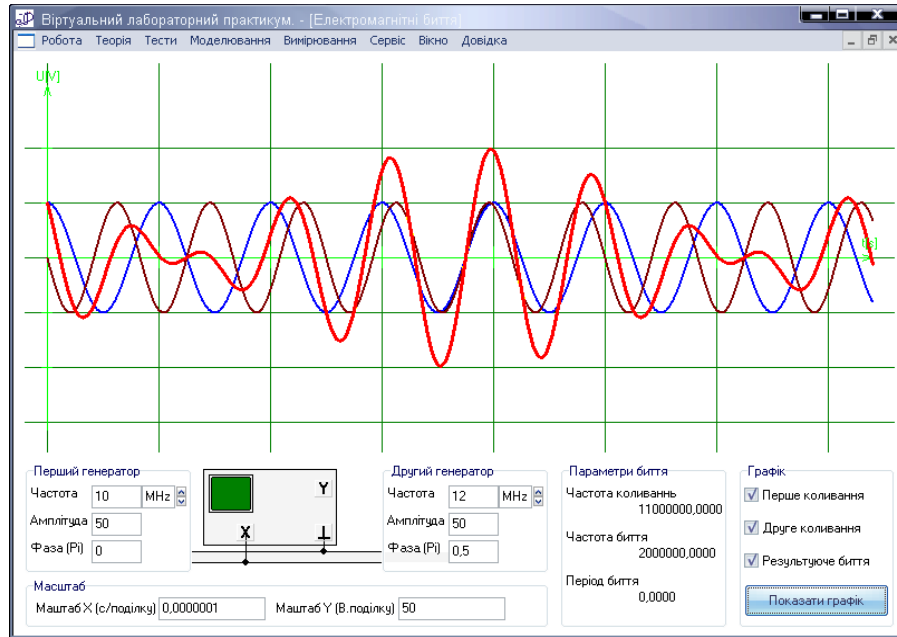 Віртуальний лабораторний практикум. - [Електромагнітні биття]
Робота Теорія Тести Моделювання Вимірювання Сервіс Вікно Довідка
U[V]
t[s]
Перший генератор
Частота 10 MHz
Амплітуда 50
Фаза (Pi) 0
Y
X
Другий генератор
Частота 12 MHz
Амплітуда 50
Фаза (Pi) 0,5
Параметри биття
Частота коливаннь
11000000,0000
Частота биття
2000000,0000
Період биття
0,0000
Графік
Перше коливання
Друге коливання
Результуюче биття
Показати графік
Масштаб
Маштаб X (с/поділку) 0,0000001 Маштаб Y (В.поділку) 50